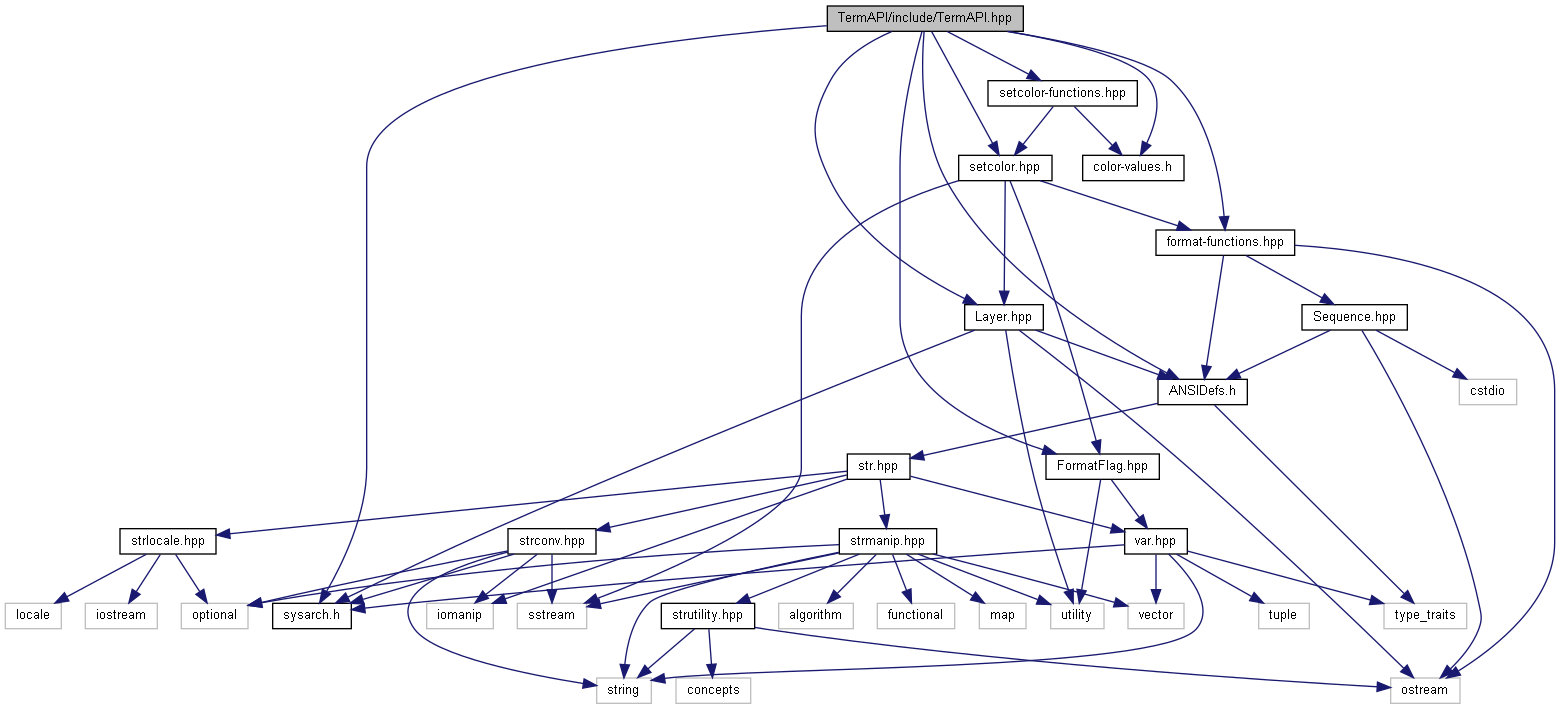 TermAPI/include/TermAPI.hpp
setcolor-functions.hpp
setcolor.hpp
color-values.h
format-functions.hpp
Layer.hpp
Sequence.hpp
ANSIDefs.h
cstdio
str.hpp
FormatFlag.hpp
strlocale.hpp
strconv.hpp
strmanip.hpp
var.hpp
locale
iostream
optional
sysarch.h
iomanip
sstream
strutility.hpp
algorithm
functional
map
utility
vector
tuple
type_traits
string
concepts
ostream